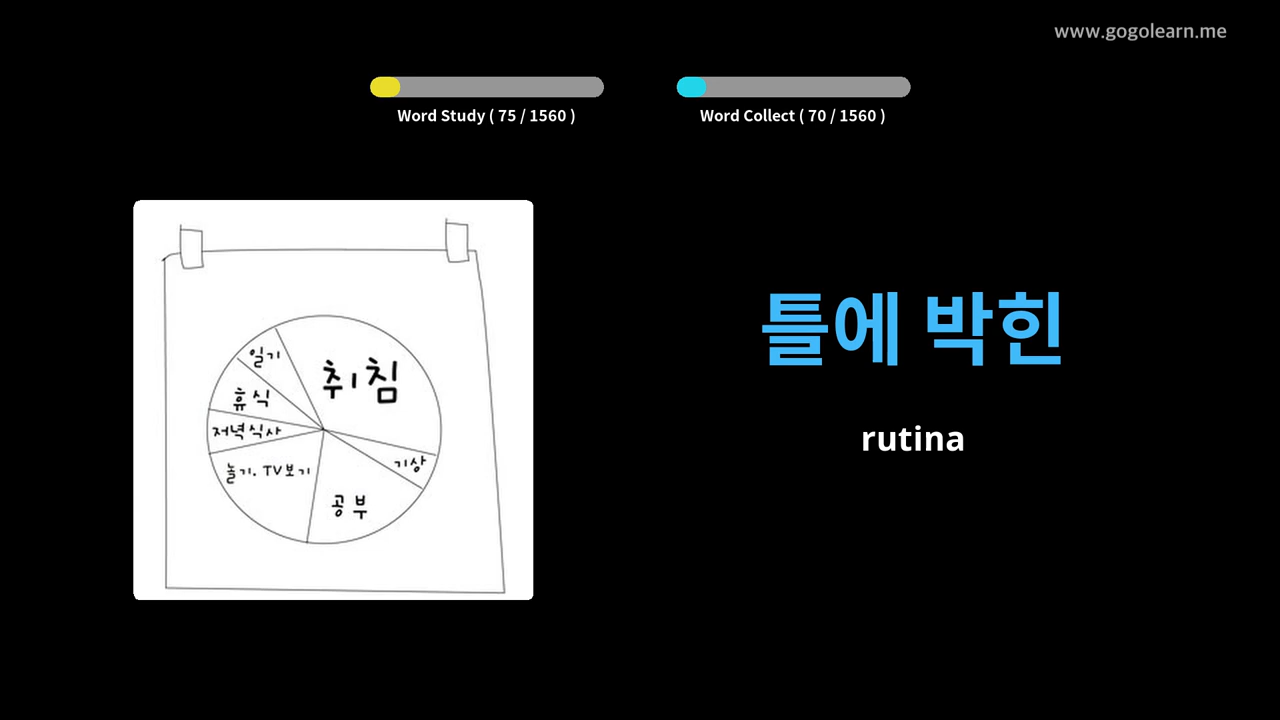 www.gogolearn.me
Word Study ( 75 / 1560 )
Word Collect ( 70 / 1560 )
일기
취침
휴식
저녁식사
놀기. TV보기
기상
공부
틀에 박힌
rutina